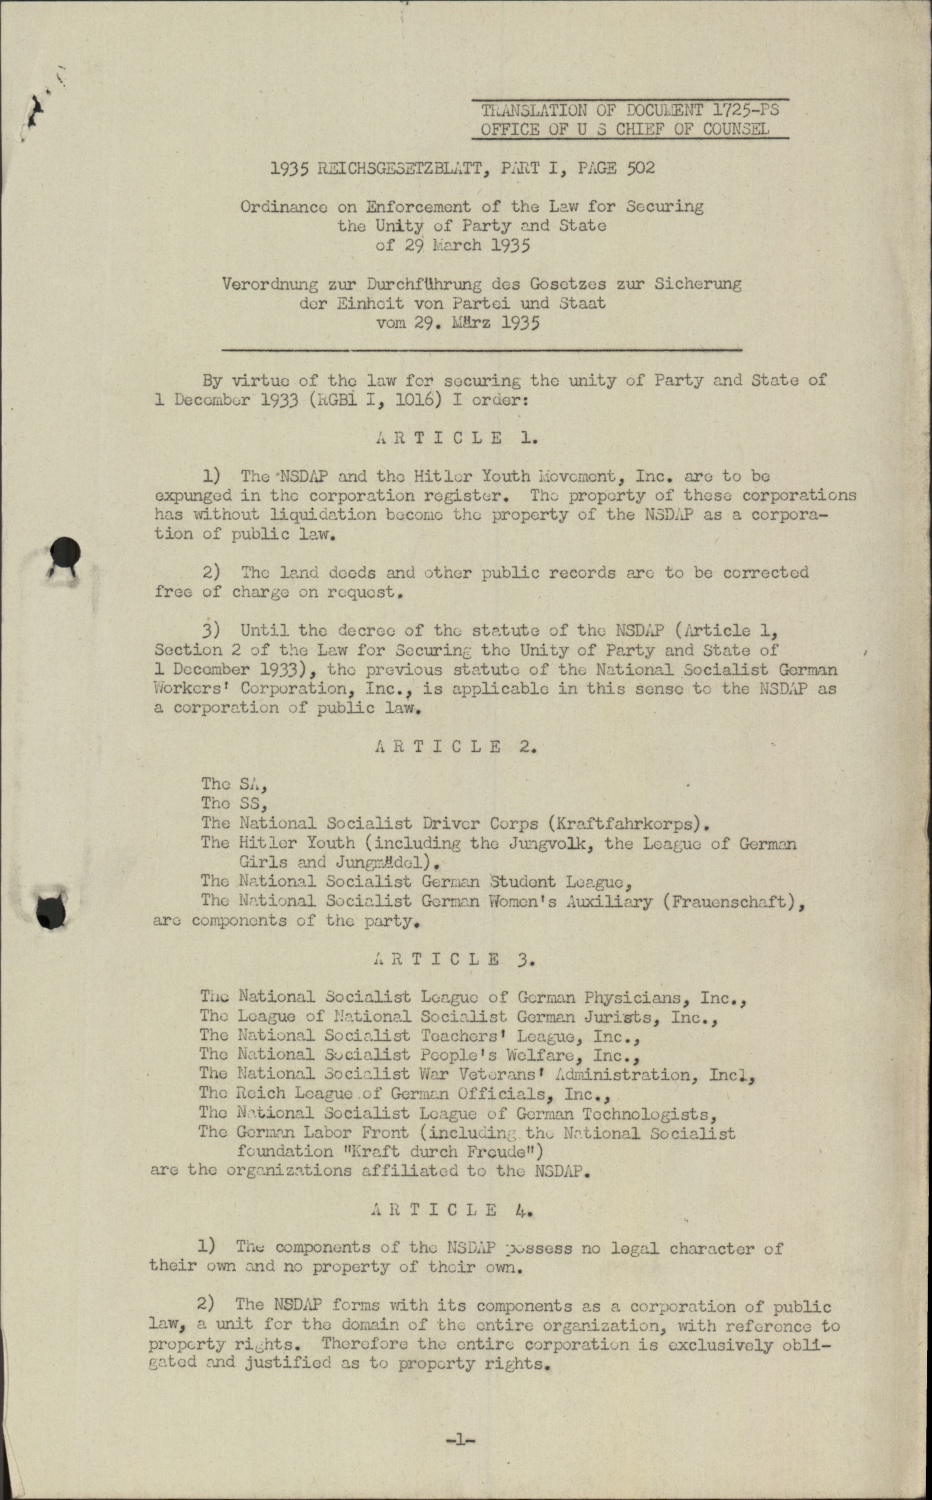 TRANSLATION OF DOCUMENT 1725-PS
OFFICE OF U S CHIEF OF COUNSEL
1935 REICHSGESETZBLATT, PART I, PAGE 502
Ordinance on Enforcement of the Law for Securing
the Unity of Party and State
of 29 March 1935
Verordnung zur Durchführung des Gesetzes zur Sicherung
der Einheit von Partei und Staat
vom 29. März 1935
By virtue of the law for securing the unity of Party and State of
1 December 1933 (RGBl I, 1016) I order:
A R T I C L E 1.
1) The NSDAP and the Hitler Youth Movement, Inc. are to be
expunged in the corporation register. The property of these corporations
has without liquidation become the property of the NSDAP as a corpora-
tion of public law.
2) The land deeds and other public records are to be corrected
free of charge on request.
3) Until the decree of the statute of the NSDAP (Article 1,
Section 2 of the Law for Securing the Unity of Party and State of
1 December 1933), the previous statute of the National Socialist German
Workers' Corporation, Inc., is applicable in this sense to the NSDAP as
a corporation of public law.
A R T I C L E 2.
The SA,
The SS,
The National Socialist Driver Corps (Kraftfahrkorps).
The Hitler Youth (including the Jungvolk, the League of German
Girls and Jungmädel).
The National Socialist German Student League,
The National Socialist German Women's Auxiliary (Frauenschaft),
are components of the party.
A R T I C L E 3.
The National Socialist League of German Physicians, Inc.,
The League of National Socialist German Jurists, Inc.,
The National Socialist Teachers' League, Inc.,
The National Socialist People's Welfare, Inc.,
The National Socialist War Veterans' Administration, Incl,
The Reich League of German Officials, Inc.,
The National Socialist League of German Technologists,
The German Labor Front (including the National Socialist
foundation "Kraft durch Freude")
are the organizations affiliated to the NSDAP.
A R T I C L E 4.
1) The components of the NSDAP possess no legal character of
their own and no property of their own.
2) The NSDAP forms with its components as a corporation of public
law, a unit for the domain of the entire organization, with reference to
property rights. Therefore the entire corporation is exclusively obli-
gated and justified as to property rights.
-1-